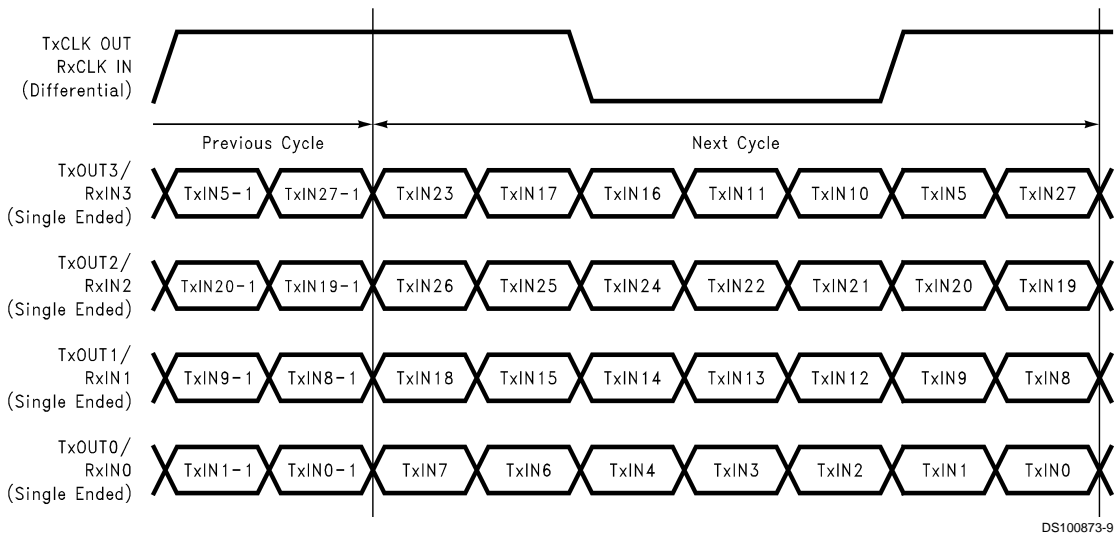 TxCLK OUT
RxCLK IN
(Differential)
Previous Cycle Next Cycle
TxOUT3/
RxIN3
(Single Ended)
TxIN5-1 TxIN27-1 TxIN23 TxIN17 TxIN16 TxIN11 TxIN10 TxIN5 TxIN27
TxOUT2/
RxIN2
(Single Ended)
TxIN20-1 TxIN19-1 TxIN26 TxIN25 TxIN24 TxIN22 TxIN21 TxIN20 TxIN19
TxOUT1/
RxIN1
(Single Ended)
TxIN9-1 TxIN8-1 TxIN18 TxIN15 TxIN14 TxIN13 TxIN12 TxIN9 TxIN8
TxOUT0/
RxIN0
(Single Ended)
TxIN1-1 TxIN0-1 TxIN7 TxIN6 TxIN4 TxIN3 TxIN2 TxIN1 TxIN0
DS100873-9